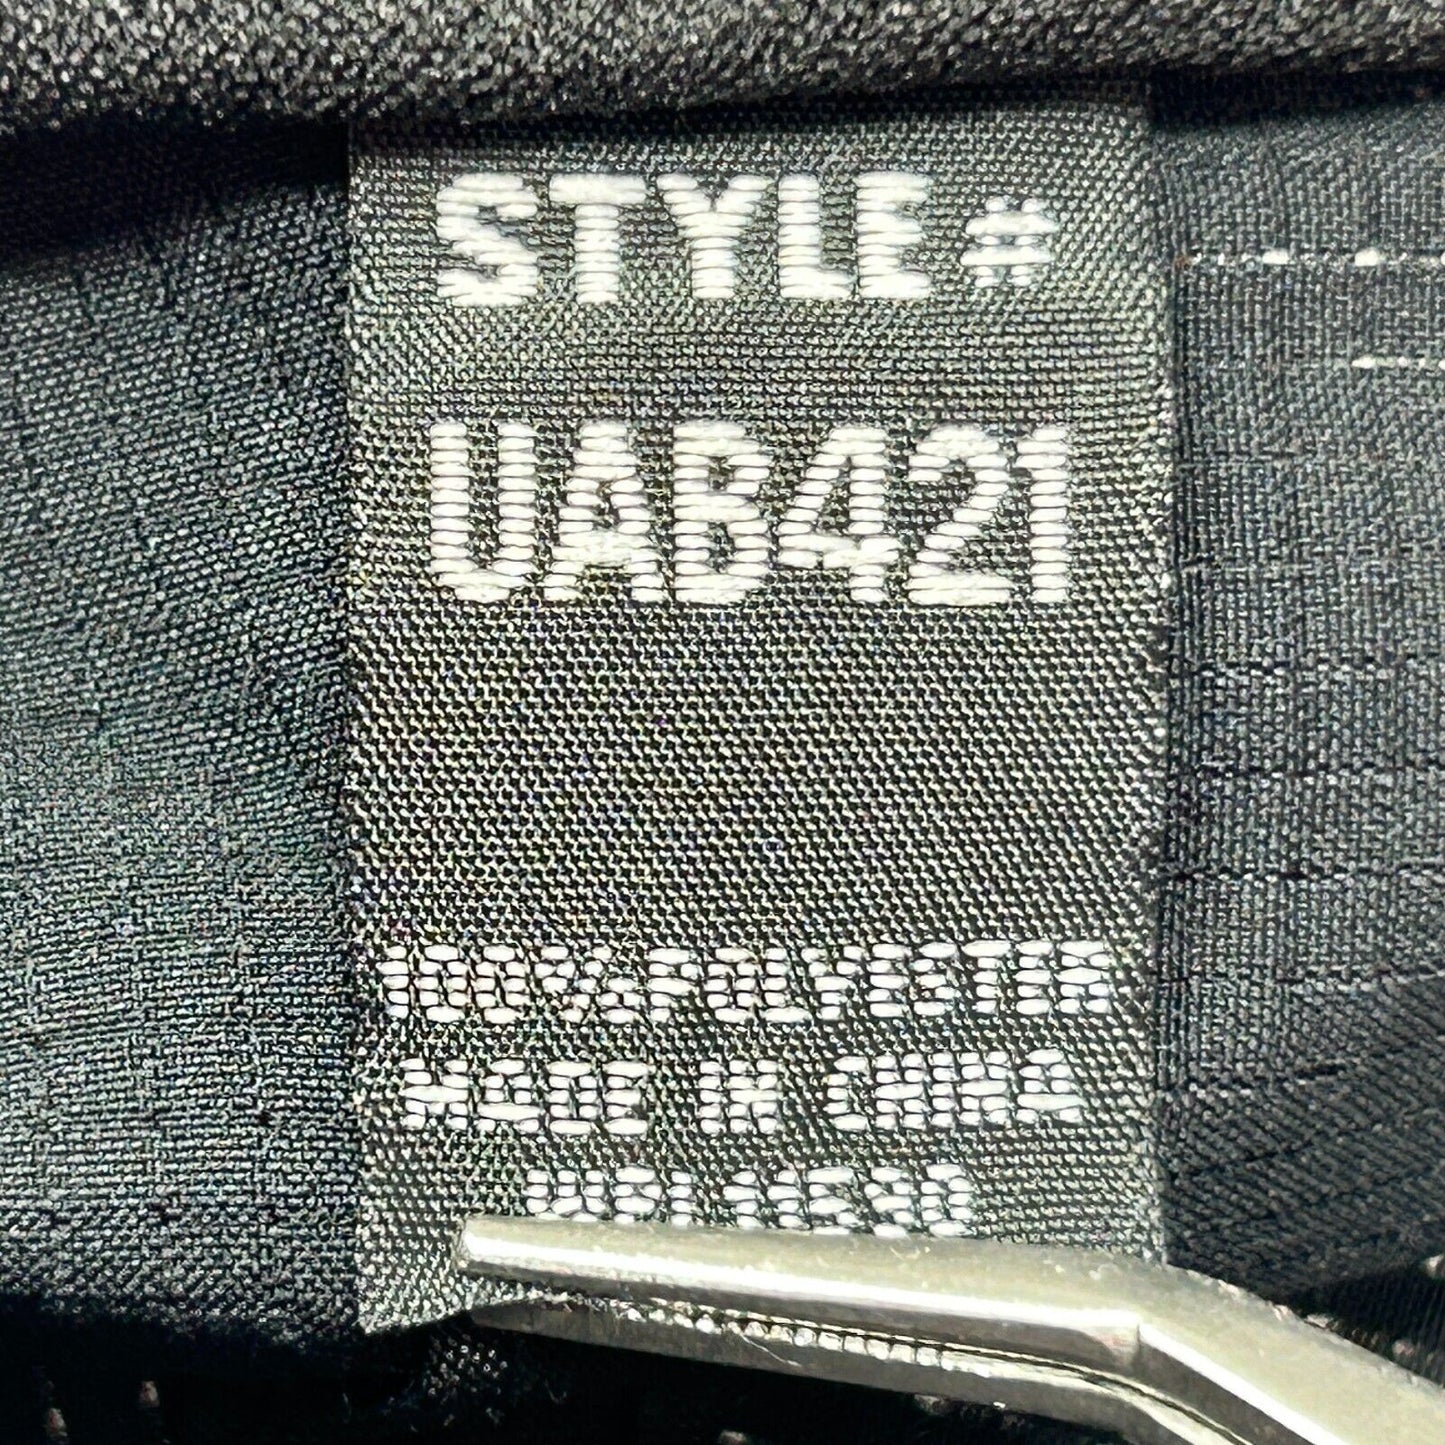 STYLE #
UAB421
100%POLYESTER
MADE IN CHINA